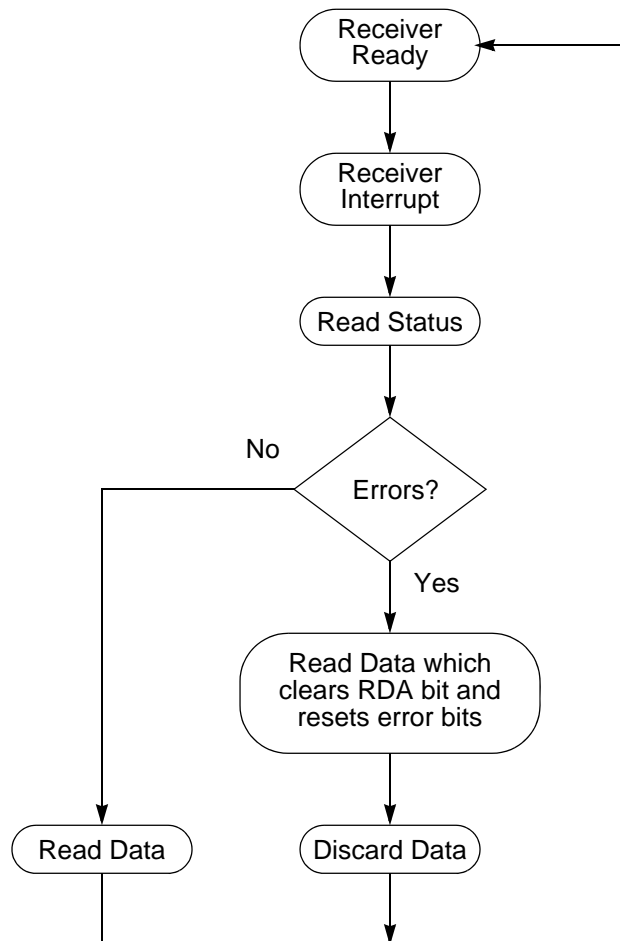 Receiver
Ready
Receiver
Interrupt
Read Status
No
Errors?
Yes
Read Data which
clears RDA bit and
resets error bits
Read Data
Discard Data